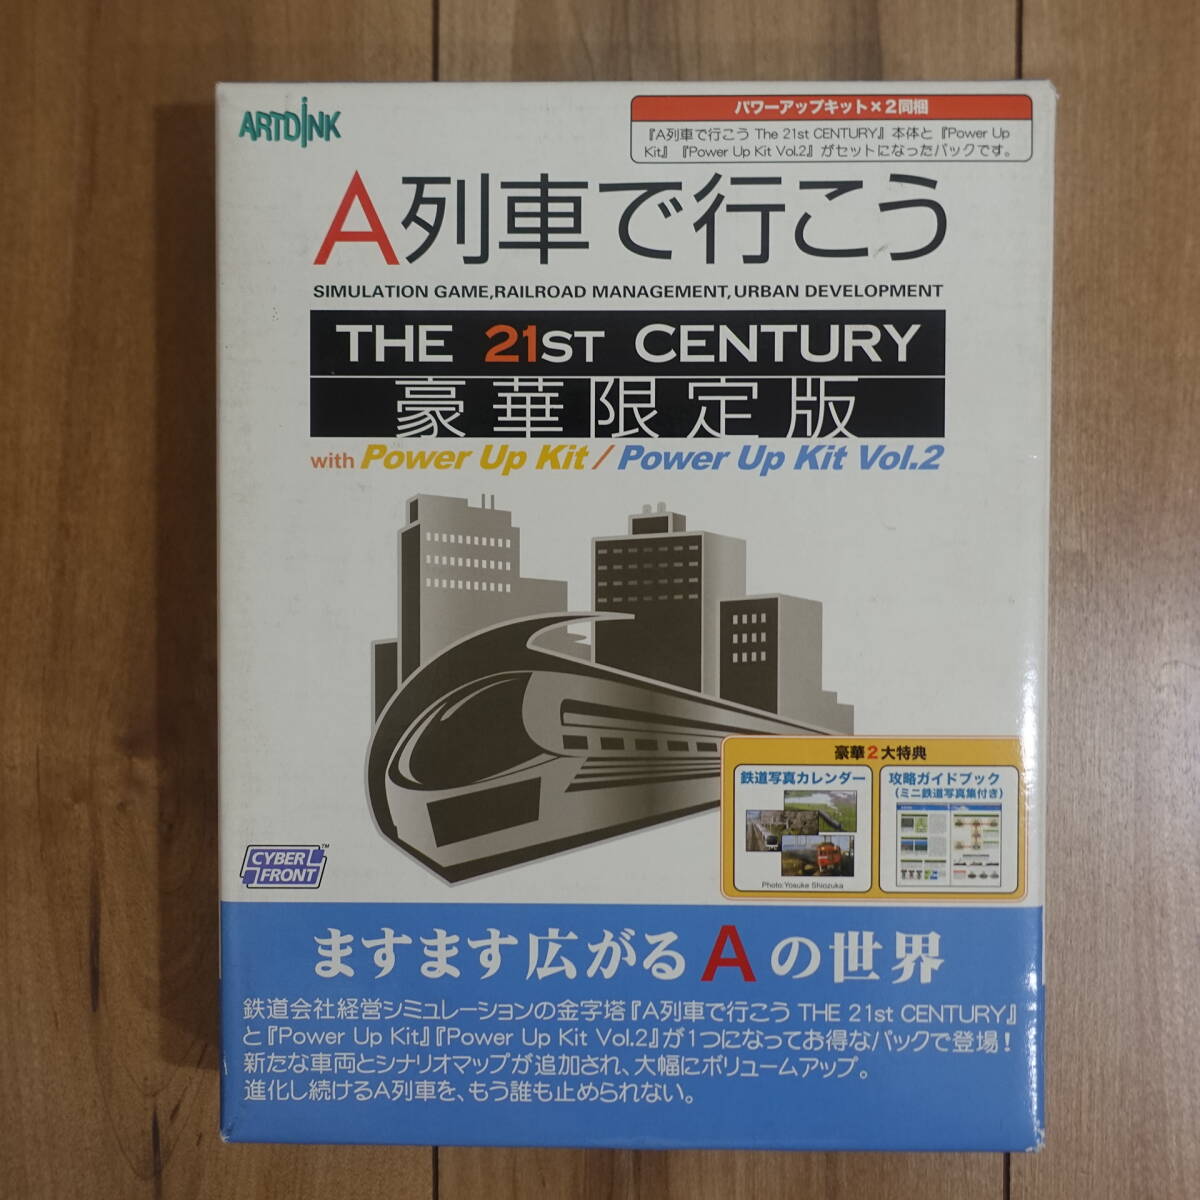 ARTDINK
パワーアップキット×2同梱
『A列車で行こう The 21st CENTURY』本体と『Power Up
Kit』『Power Up Kit Vol.2』がセットになったパックです。
A列車で行こう
SIMULATION GAME,RAILROAD MANAGEMENT,URBAN DEVELOPMENT
THE 21ST CENTURY
豪華限定版
with Power Up Kit / Power Up Kit Vol.2
豪華2大特典
鉄道写真カレンダー
Photo:Yosuke Shiozuka
攻略ガイドブック
(ミニ鉄道写真集付き)
CYBER
FRONT
TM
ますます広がるAの世界
鉄道会社経営シミュレーションの金字塔『A列車で行こう THE 21st CENTURY』
と『Power Up Kit』『Power Up Kit Vol.2』が1つになってお得なパックで登場!
新たな車両とシナリオマップが追加され、大幅にボリュームアップ。
進化し続けるA列車を、もう誰も止められない。